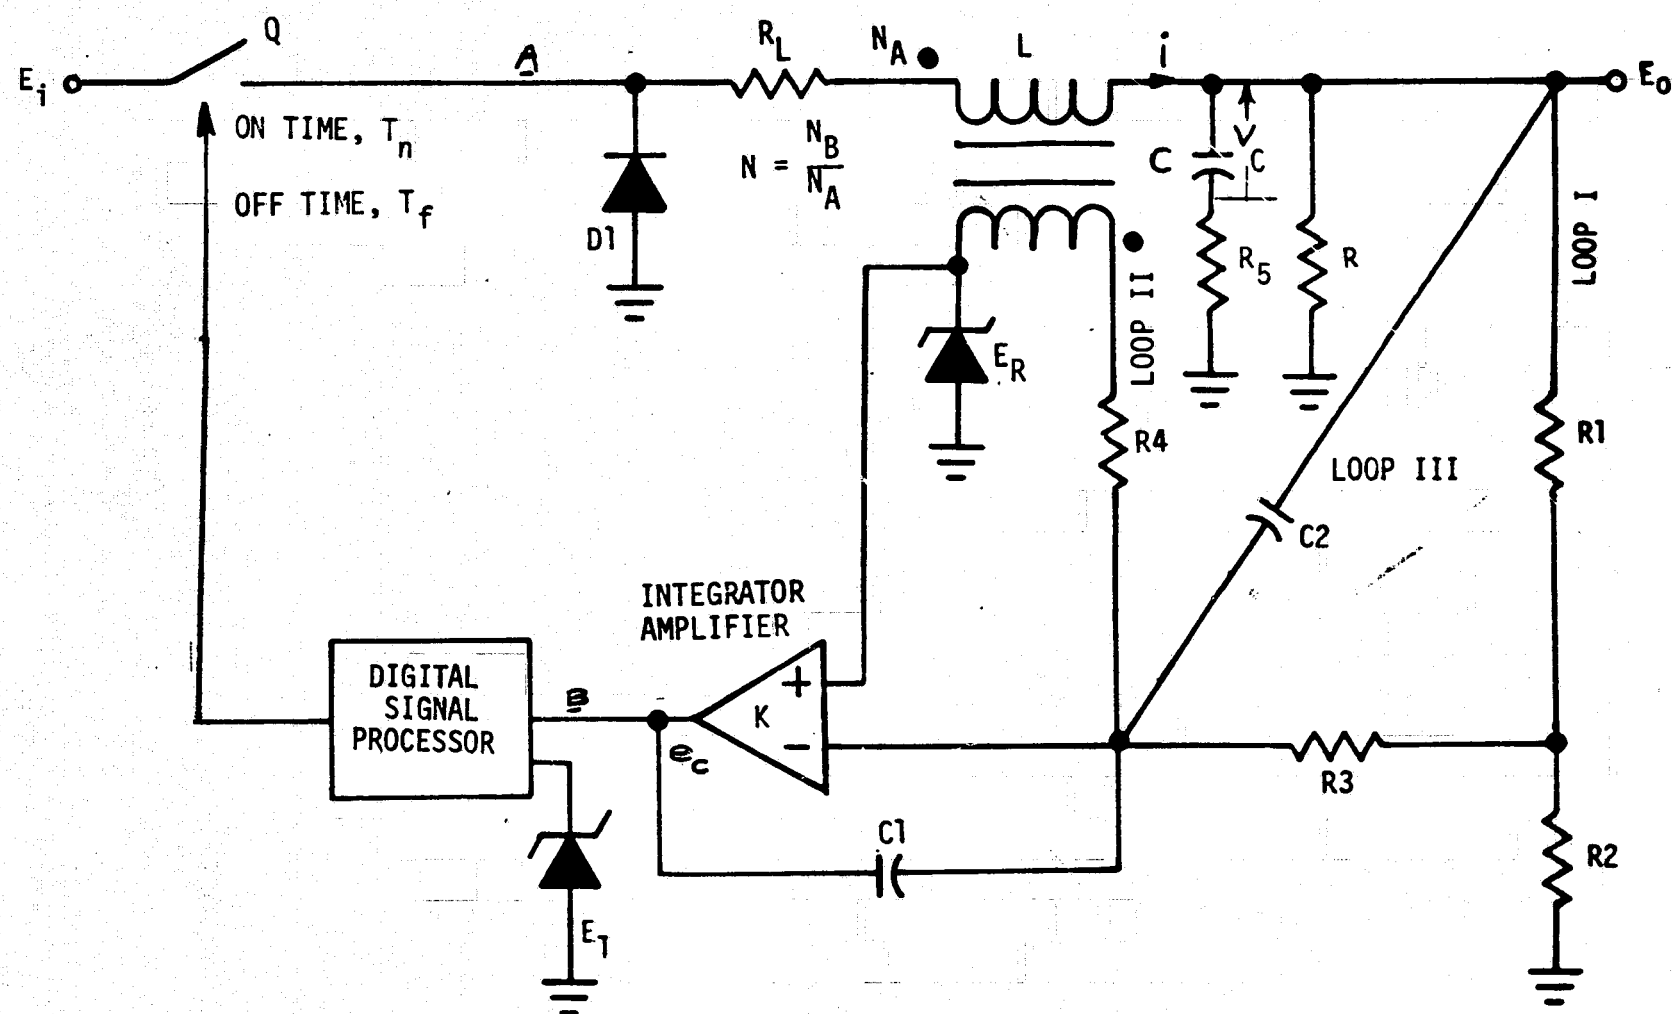 Q
E_i
A
R_L
N_A
L
i
E_o
ON TIME, T_n
N = N_B / N_A
C
V_C
OFF TIME, T_f
D1
R_5
R
LOOP I
LOOP II
E_R
R4
R1
LOOP III
C2
INTEGRATOR
AMPLIFIER
DIGITAL
SIGNAL
PROCESSOR
B
e_c
K
+
-
R3
C1
R2
E_1